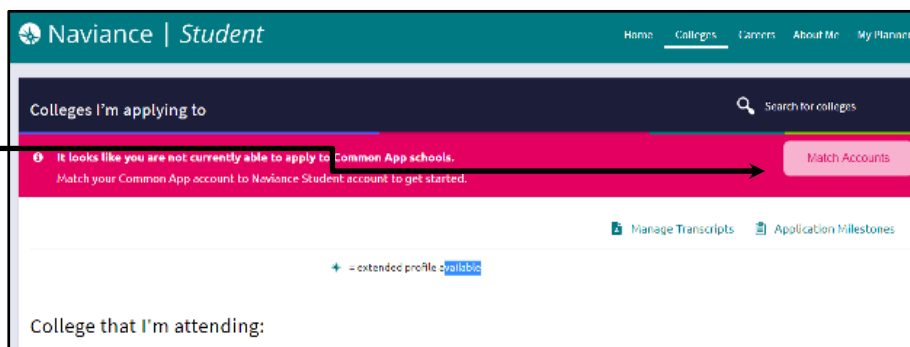 Naviance | Student
Home Colleges Careers About Me My Planner
Colleges I'm applying to
Search for colleges
It looks like you are not currently able to apply to Common App schools.
Match your Common App account to Naviance Student account to get started.
Match Accounts
Manage Transcripts Application Milestones
= extended profile available
College that I'm attending: